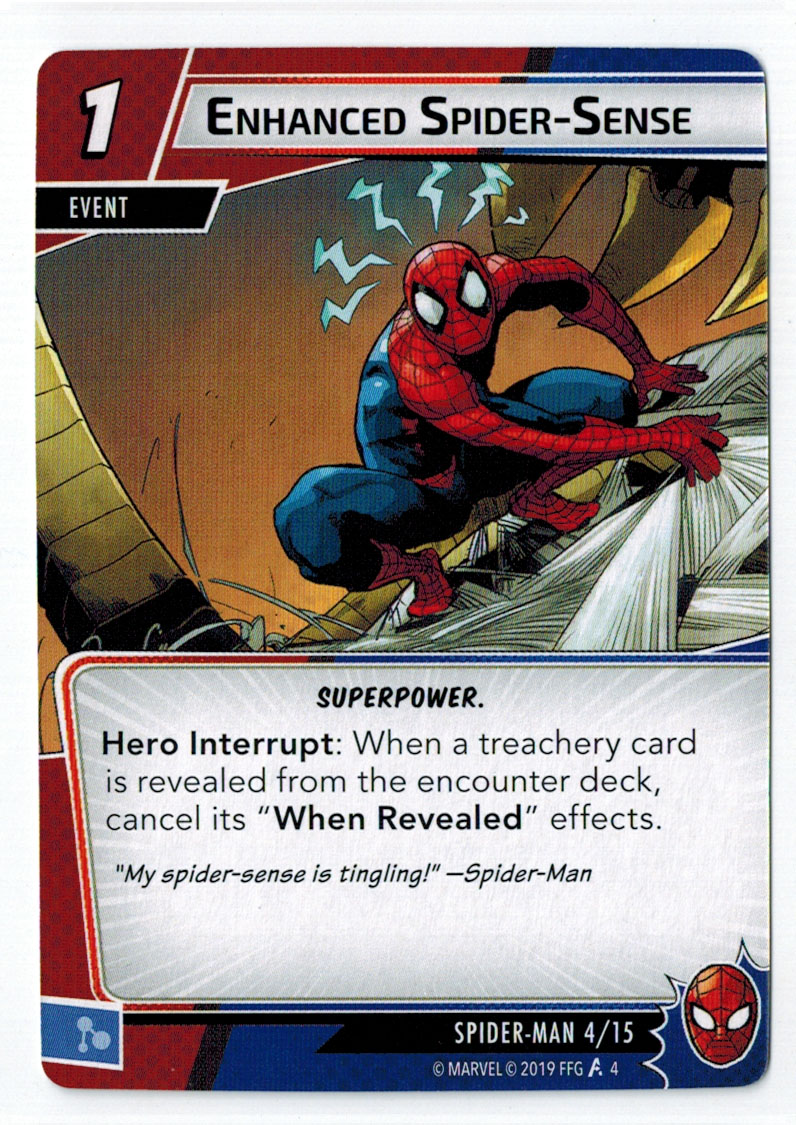 1
ENHANCED SPIDER-SENSE
EVENT
SUPERPOWER.
Hero Interrupt: When a treachery card
is revealed from the encounter deck,
cancel its “When Revealed” effects.
"My spider-sense is tingling!" —Spider-Man
SPIDER-MAN 4/15
© MARVEL © 2019 FFG 4